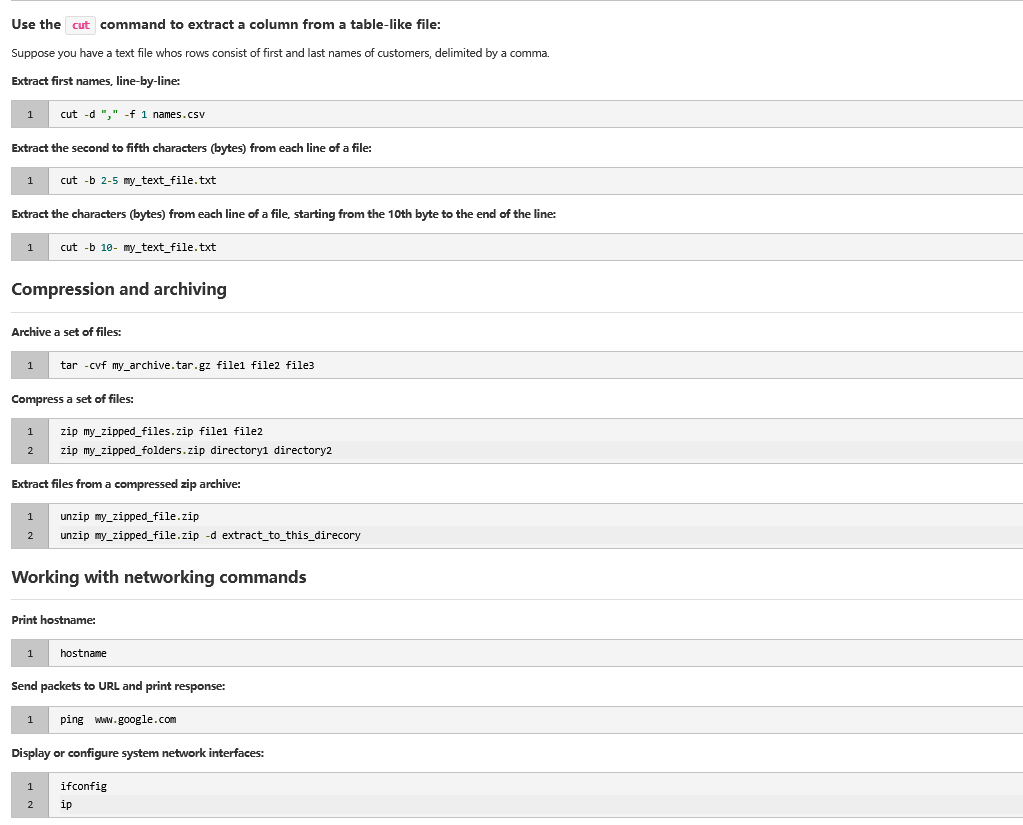 Use the cut command to extract a column from a table-like file:
Suppose you have a text file whos rows consist of first and last names of customers, delimited by a comma.
Extract first names, line-by-line:
1 cut -d "," -f 1 names.csv
Extract the second to fifth characters (bytes) from each line of a file:
1 cut -b 2-5 my_text_file.txt
Extract the characters (bytes) from each line of a file, starting from the 10th byte to the end of the line:
1 cut -b 10- my_text_file.txt
Compression and archiving
Archive a set of files:
1 tar -cvf my_archive.tar.gz file1 file2 file3
Compress a set of files:
1 zip my_zipped_files.zip file1 file2
2 zip my_zipped_folders.zip directory1 directory2
Extract files from a compressed zip archive:
1 unzip my_zipped_file.zip
2 unzip my_zipped_file.zip -d extract_to_this_direcory
Working with networking commands
Print hostname:
1 hostname
Send packets to URL and print response:
1 ping  www.google.com
Display or configure system network interfaces:
1 ifconfig
2 ip